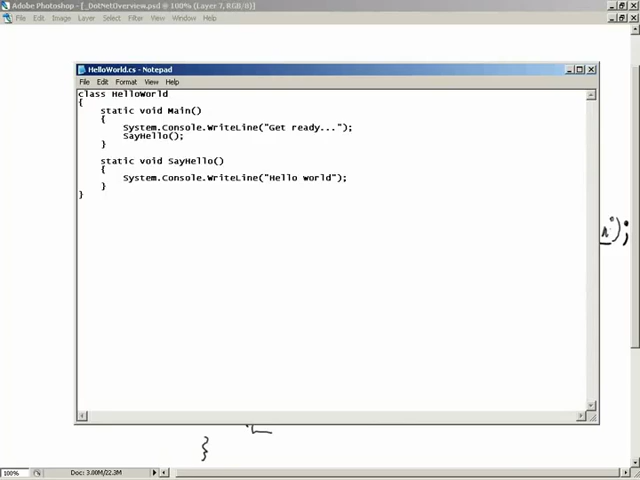 Adobe Photoshop - [_DotNetOverview.psd @ 100% (Layer 7, RGB/8)]
File Edit Image Layer Select Filter View Window Help
HelloWorld.cs - Notepad
File Edit Format View Help
class HelloWorld
{
static void Main()
{
System.Console.WriteLine("Get ready...");
SayHello();
}
static void SayHello()
{
System.Console.WriteLine("Hello world");
}
}
);
}
100% Doc: 3.00M/22.3M